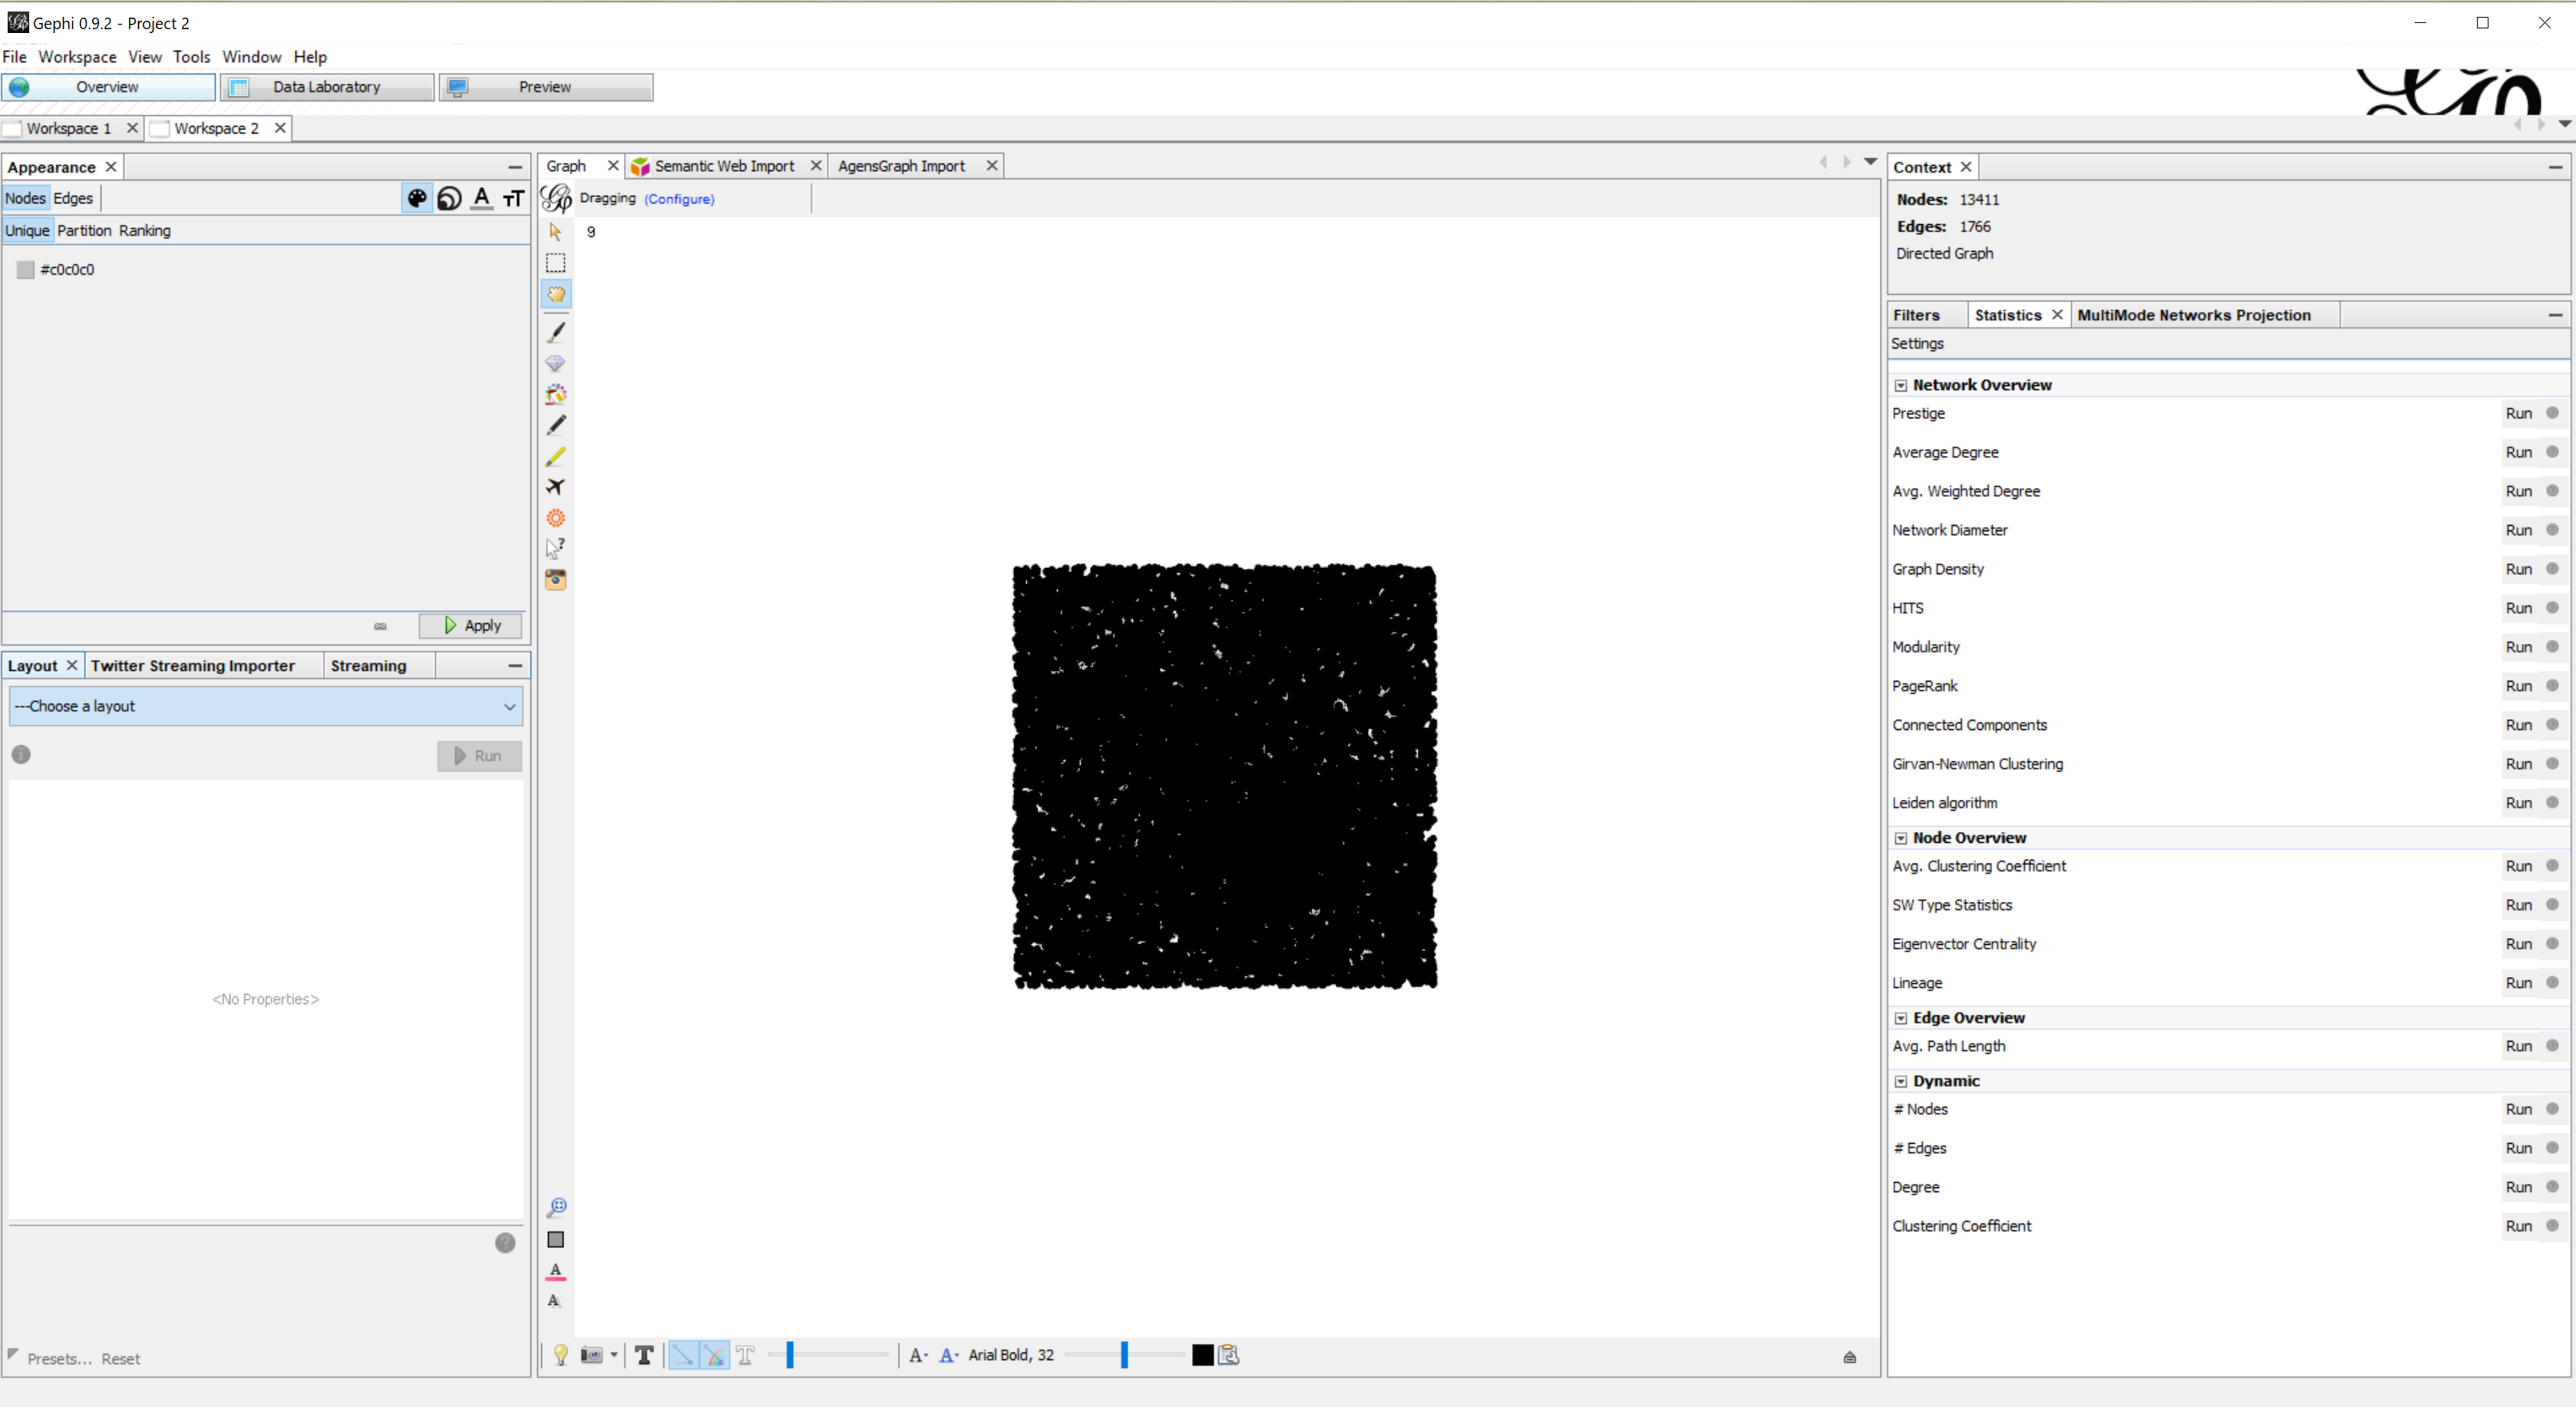 Gephi 0.9.2 - Project 2
File Workspace View Tools Window Help
Overview Data Laboratory Preview
Workspace 1 Workspace 2
Appearance
Nodes Edges
Unique Partition Ranking
#c0c0c0
Apply
Layout Twitter Streaming Importer Streaming
---Choose a layout
Run
<No Properties>
Presets... Reset
Graph Semantic Web Import AgensGraph Import
Dragging (Configure)
9
Arial Bold, 32
Context
Nodes: 13411
Edges: 1766
Directed Graph
Filters Statistics MultiMode Networks Projection
Settings
Network Overview
Prestige Run
Average Degree Run
Avg. Weighted Degree Run
Network Diameter Run
Graph Density Run
HITS Run
Modularity Run
PageRank Run
Connected Components Run
Girvan-Newman Clustering Run
Leiden algorithm Run
Node Overview
Avg. Clustering Coefficient Run
SW Type Statistics Run
Eigenvector Centrality Run
Lineage Run
Edge Overview
Avg. Path Length Run
Dynamic
# Nodes Run
# Edges Run
Degree Run
Clustering Coefficient Run